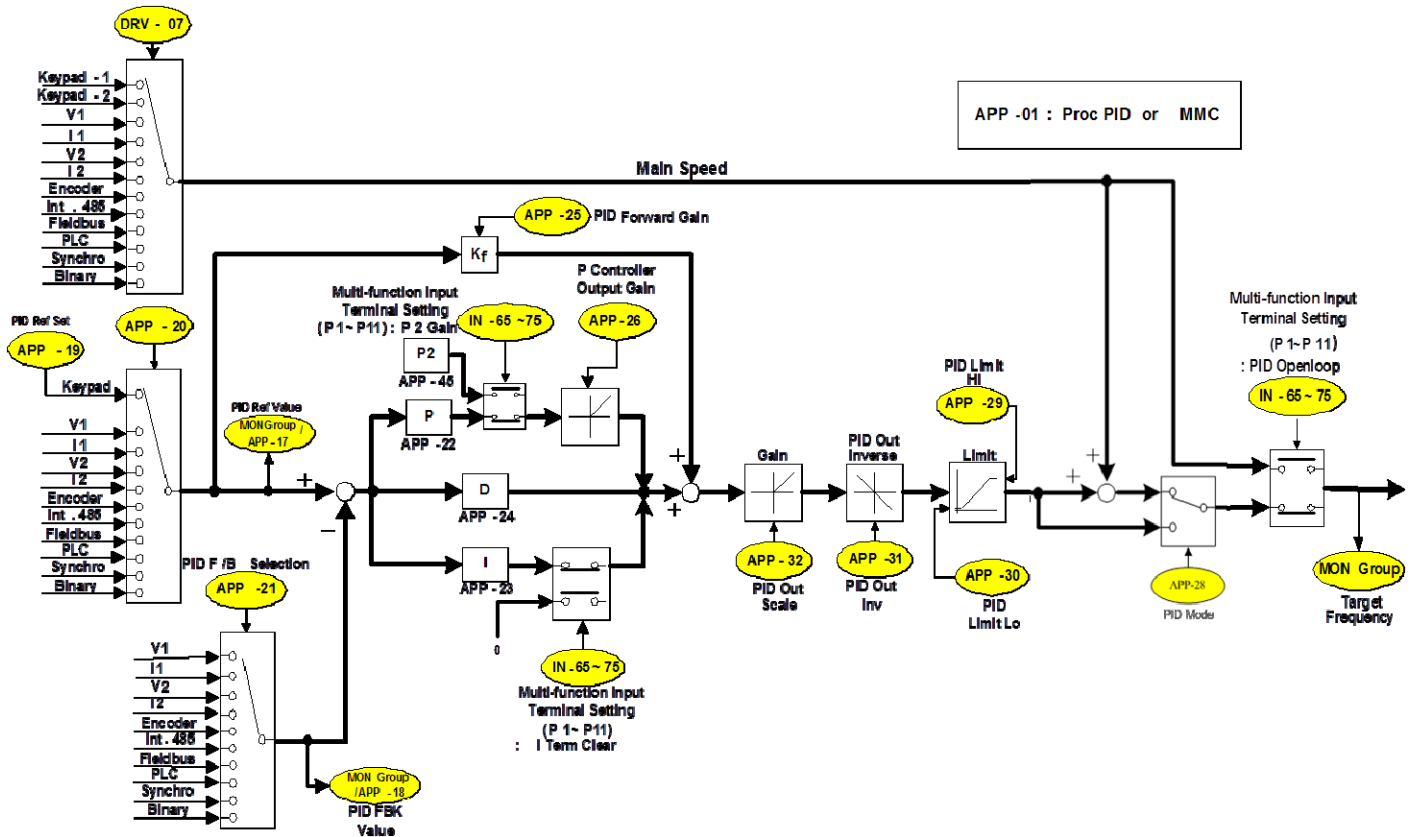 DRV - 07
Keypad - 1
Keypad - 2
V1
I1
V2
I2
Encoder
Int . 485
Fieldbus
PLC
Synchro
Binary
APP -01 : Proc PID or MMC
Main Speed
APP -25
PID Forward Gain
Kf
P Controller
Output Gain
APP-26
Multi-function Input
Terminal Setting
(P 1~ P11) : P 2 Gain
IN -65 ~75
P2
APP -45
P
APP -22
D
APP -24
I
APP -23
0
IN -65 ~ 75
Multi-function Input
Terminal Setting
(P 1~ P11)
: I Term Clear
PID Ref Set
APP - 19
APP - 20
Keypad
V1
I1
V2
I2
Encoder
Int . 485
Fieldbus
PLC
Synchro
Binary
PID Ref Value
MON Group /
APP -17
+
−
PID F /B Selection
APP -21
V1
I1
V2
I2
Encoder
Int . 485
Fieldbus
PLC
Synchro
Binary
MON Group
/APP -18
PID FBK
Value
+
+
Gain
APP - 32
PID Out
Scale
PID Out
Inverse
APP -31
PID Out
Inv
PID Limit
HI
APP -29
Limit
APP -30
PID
Limit Lo
+
+
APP-28
PID Mode
Multi-function Input
Terminal Setting
(P 1~P 11)
: PID Openloop
IN -65 ~ 75
MON Group
Target
Frequency